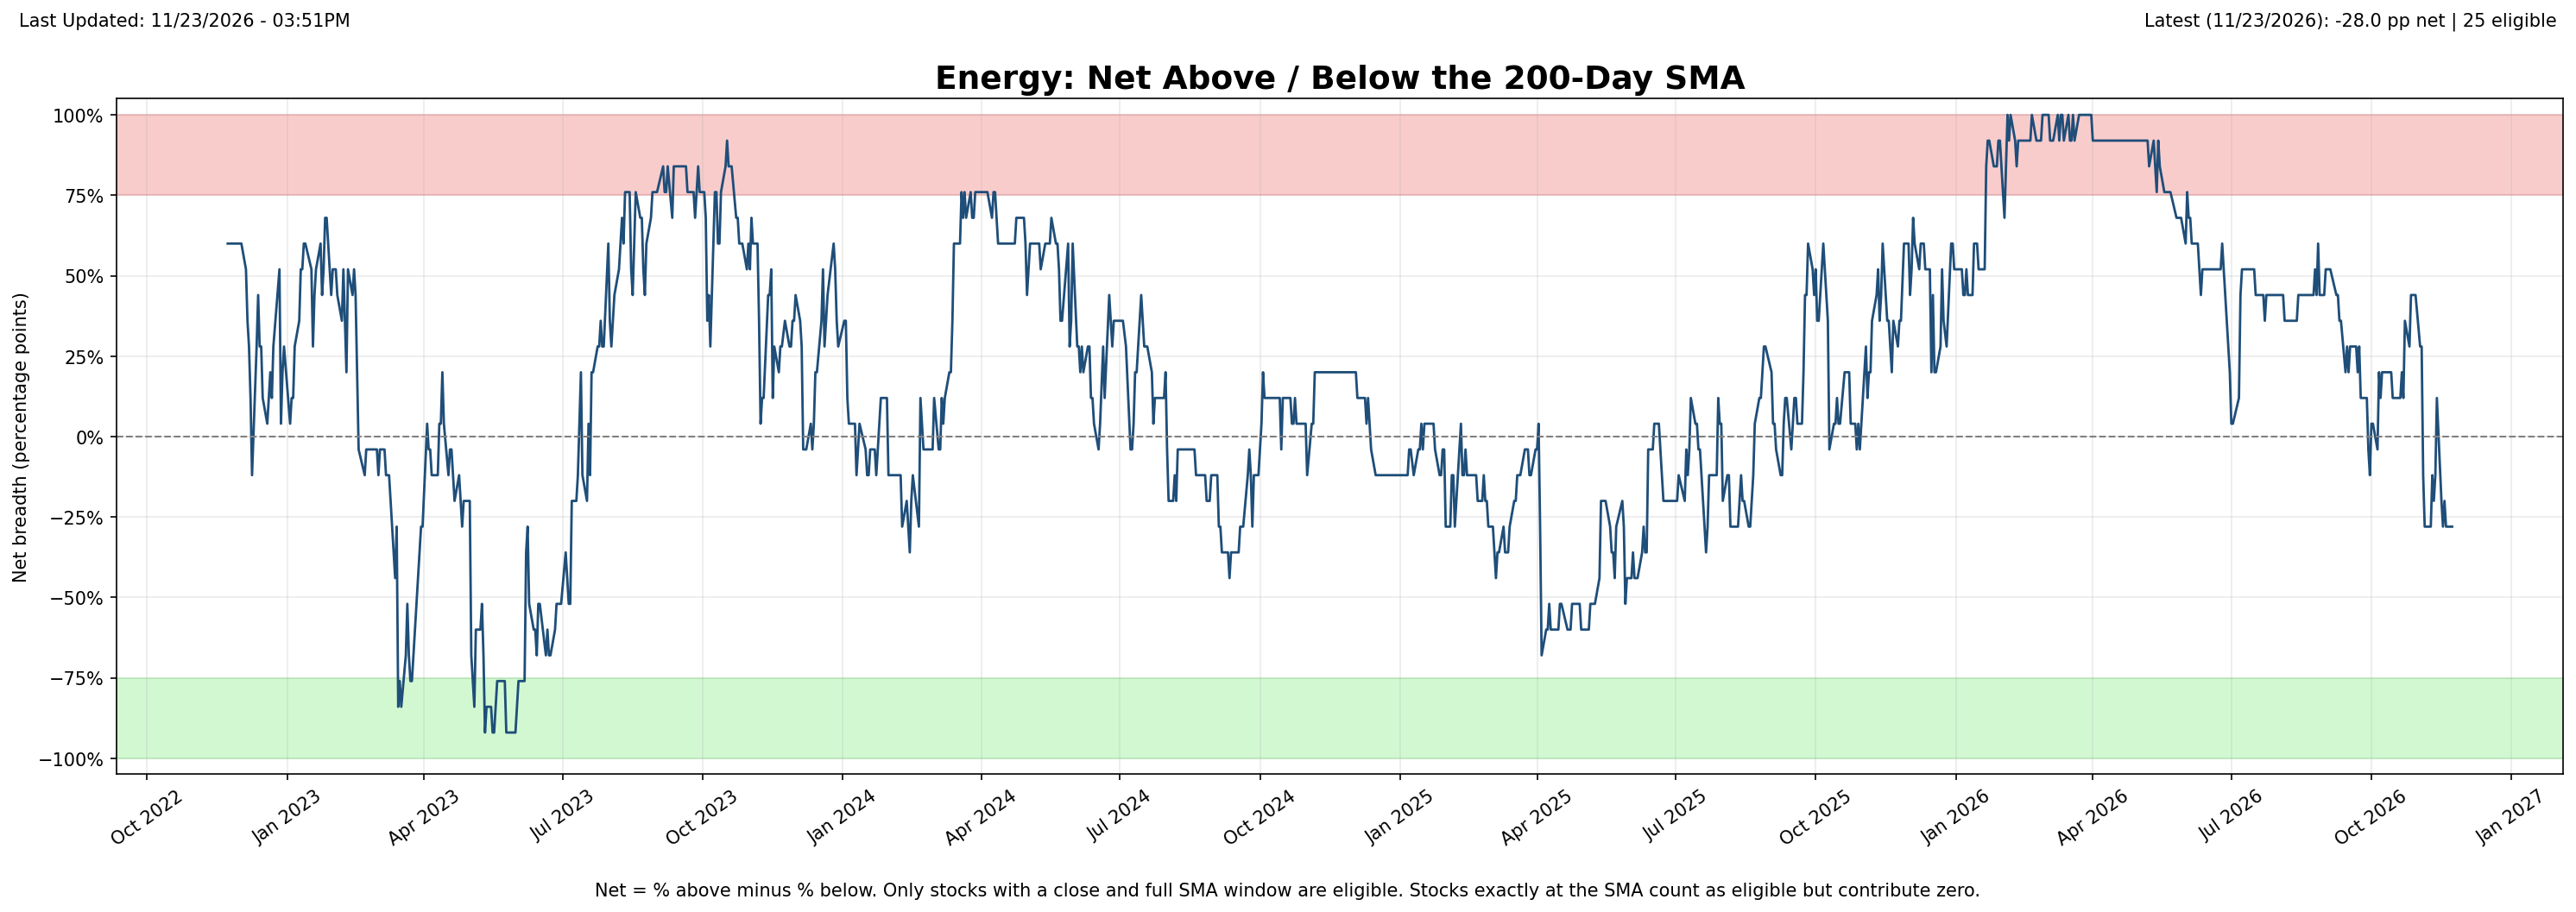 Last Updated: 11/23/2026 - 03:51PM
Latest (11/23/2026): -28.0 pp net | 25 eligible
Energy: Net Above / Below the 200-Day SMA
Net breadth (percentage points)
100%
75%
50%
25%
0%
−25%
−50%
−75%
−100%
Oct 2022
Jan 2023
Apr 2023
Jul 2023
Oct 2023
Jan 2024
Apr 2024
Jul 2024
Oct 2024
Jan 2025
Apr 2025
Jul 2025
Oct 2025
Jan 2026
Apr 2026
Jul 2026
Oct 2026
Jan 2027
Net = % above minus % below. Only stocks with a close and full SMA window are eligible. Stocks exactly at the SMA count as eligible but contribute zero.